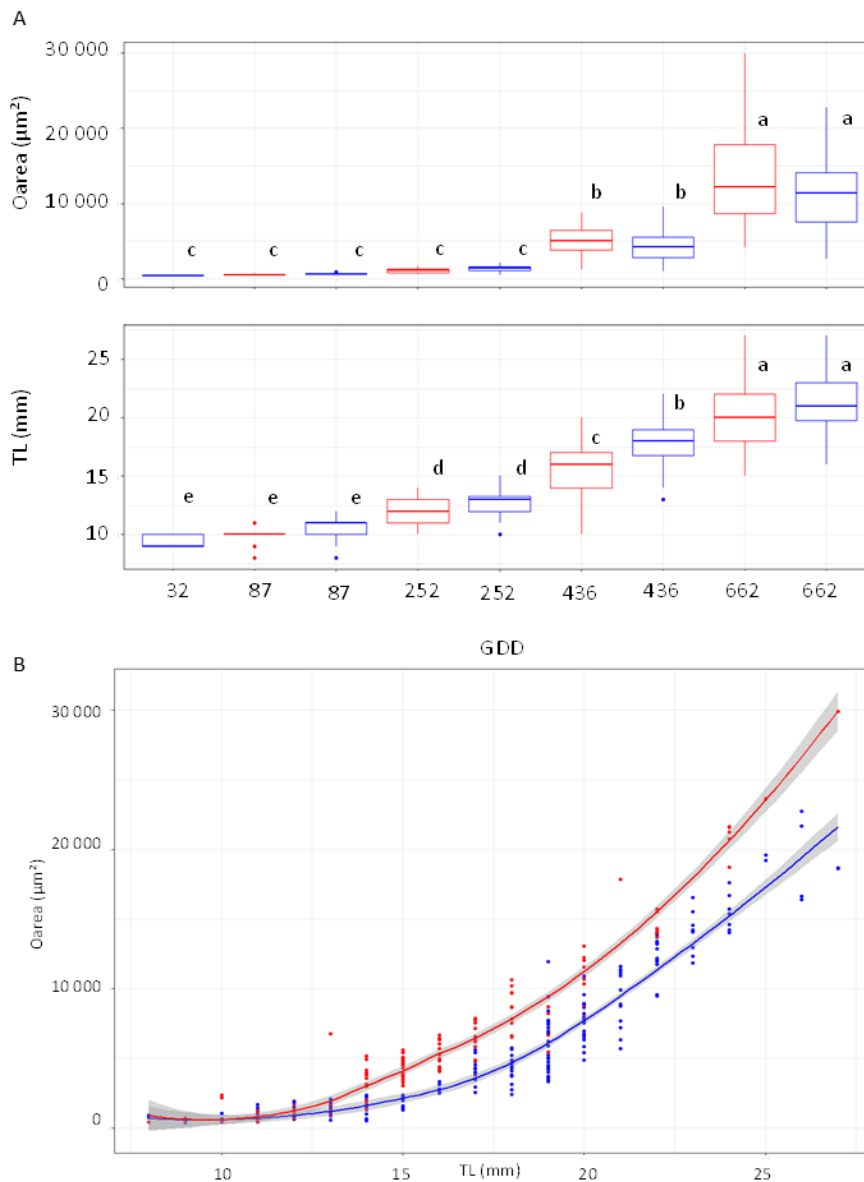 A
Oarea (µm²)
30 000
20 000
10 000
0
c c c c c b b a a
TL (mm)
25
20
15
10
e e e d d c b a a
32 87 87 252 252 436 436 662 662
GDD
B
Oarea (µm²)
30 000
20 000
10 000
0
10 15 20 25
TL (mm)